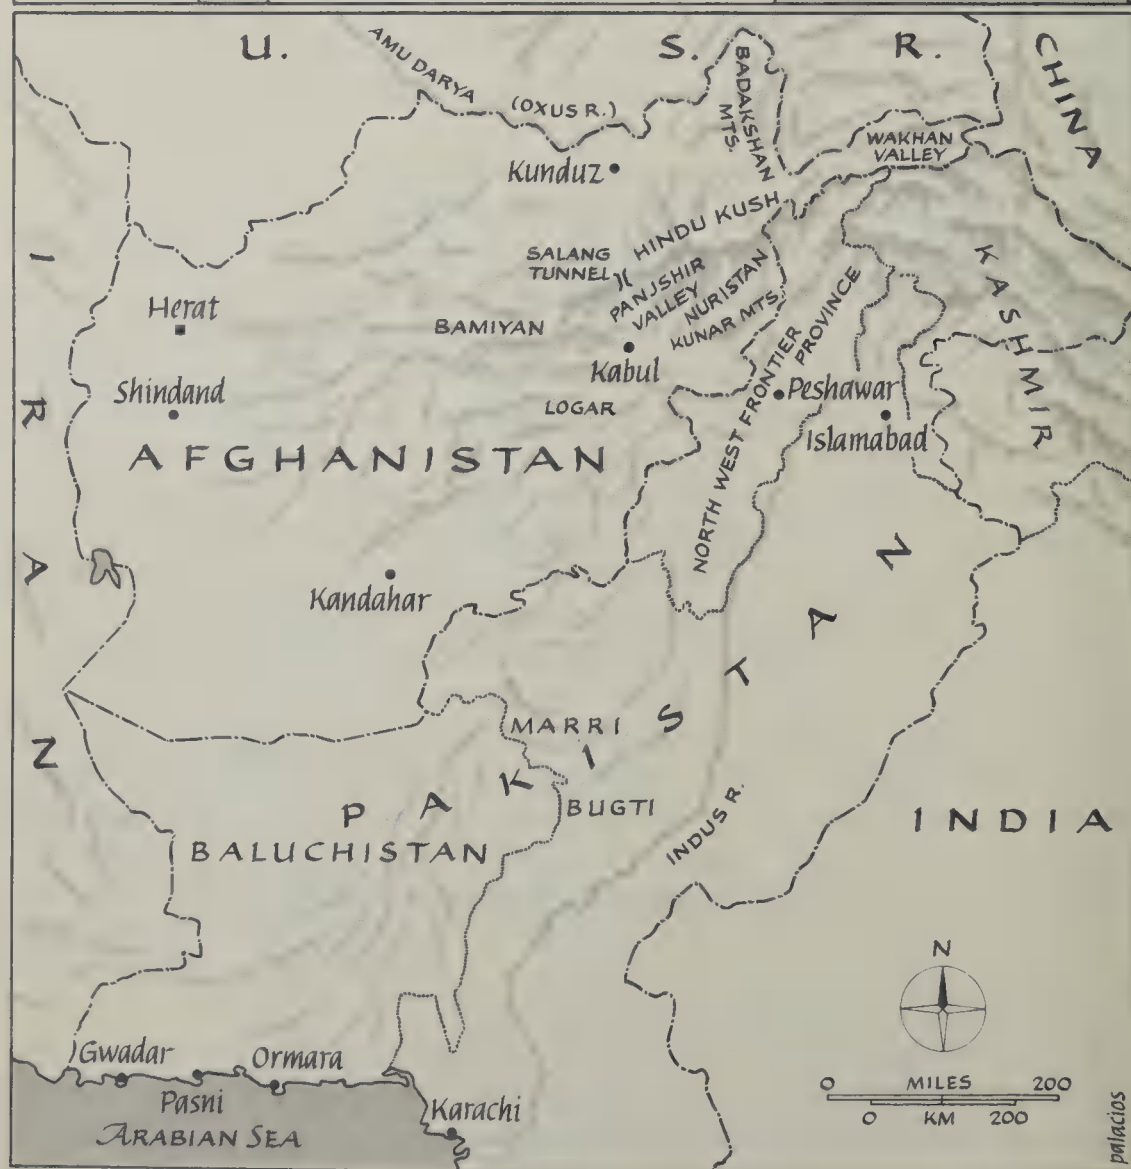 U. S. R.
CHINA
AMU DARYA
(OXUS R.)
BADAKSHAN
MTS.
WAKHAN
VALLEY
Kunduz
HINDU KUSH
SALANG
TUNNEL
PANJSHIR
VALLEY
NURISTAN
KUNAR MTS.
KASHMIR
IRAZ
Herat
BAMIYAN
Kabul
NORTH WEST FRONTIER
PROVINCE
Peshawar
Shindand
LOGAR
Islamabad
AFGHANISTAN
Kandahar
PAKISTAN
MARRI
BUGTI
BALUCHISTAN
INDUS R.
INDIA
N
Gwadar
Ormara
Pasni
Karachi
ARABIAN SEA
0 MILES 200
0 KM 200
palacios